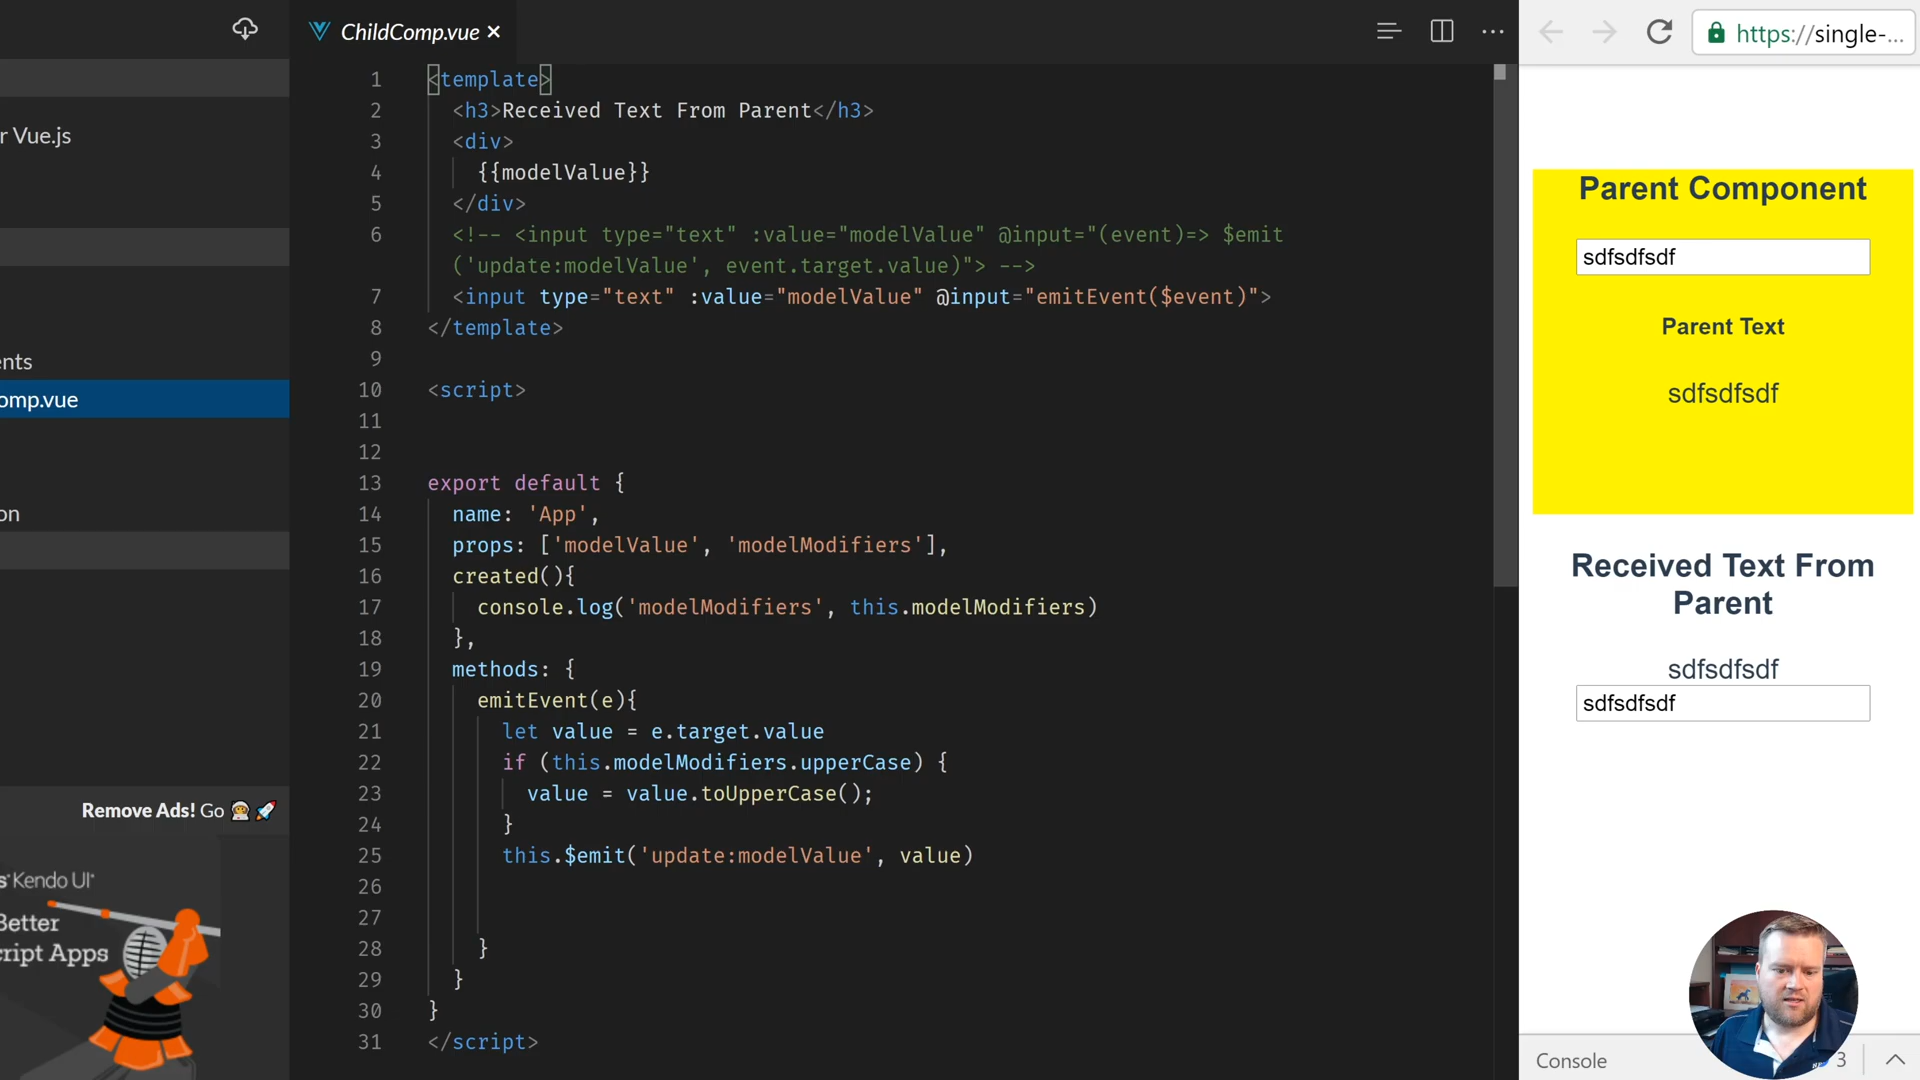 ChildComp.vue ×
https://single-...
r Vue.js
ents
omp.vue
on
Remove Ads! Go
s' Kendo UI
Better
cript Apps
1 <template>
2 <h3>Received Text From Parent</h3>
3 <div>
4 {{modelValue}}
5 </div>
6 <!-- <input type="text" :value="modelValue" @input="(event)=> $emit
('update:modelValue', event.target.value)"> -->
7 <input type="text" :value="modelValue" @input="emitEvent($event)">
8 </template>
9
10 <script>
11
12
13 export default {
14 name: 'App',
15 props: ['modelValue', 'modelModifiers'],
16 created(){
17 console.log('modelModifiers', this.modelModifiers)
18 },
19 methods: {
20 emitEvent(e){
21 let value = e.target.value
22 if (this.modelModifiers.upperCase) {
23 value = value.toUpperCase();
24 }
25 this.$emit('update:modelValue', value)
26
27
28 }
29 }
30 }
31 </script>
Parent Component
sdfsdfsdf
Parent Text
sdfsdfsdf
Received Text From
Parent
sdfsdfsdf
sdfsdfsdf
Console
3